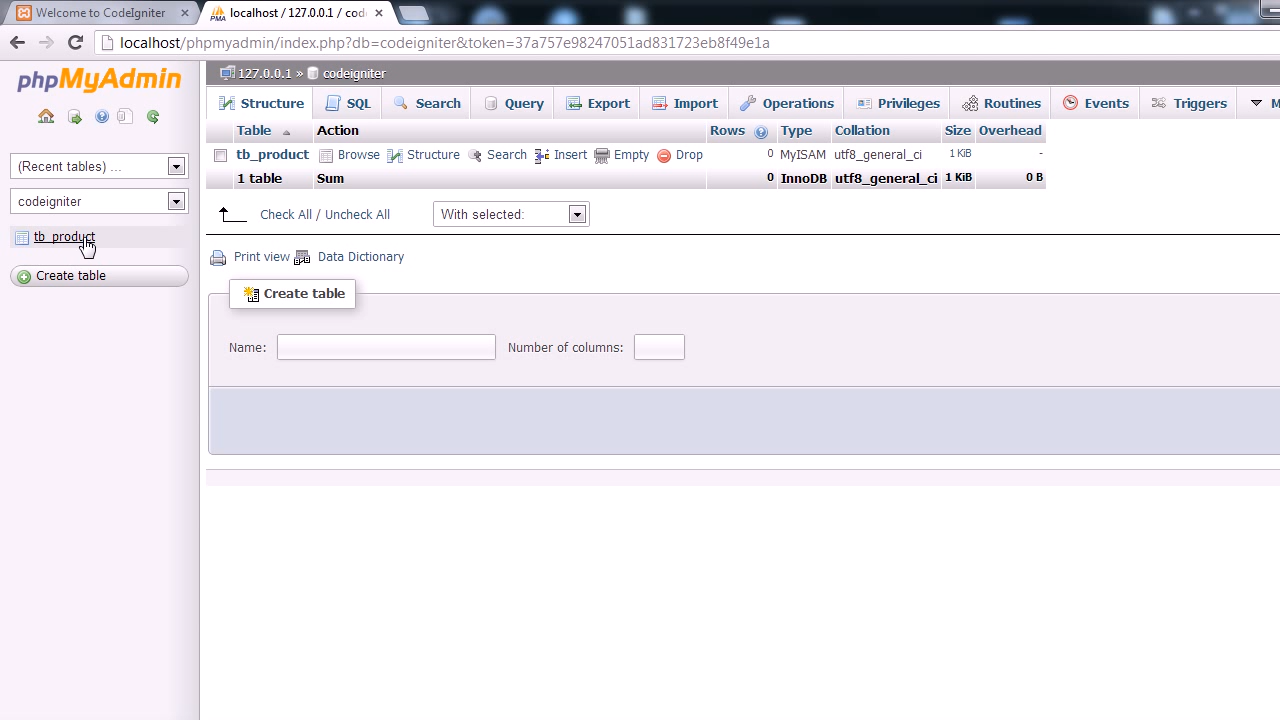 Welcome to CodeIgniter
localhost / 127.0.0.1 / cod
localhost/phpmyadmin/index.php?db=codeigniter&token=37a757e98247051ad831723eb8f49e1a
phpMyAdmin
127.0.0.1 » codeigniter
Structure SQL Search Query Export Import Operations Privileges Routines Events Triggers M
Table Action Rows Type Collation Size Overhead
tb_product Browse Structure Search Insert Empty Drop 0 MyISAM utf8_general_ci 1 KiB -
1 table Sum 0 InnoDB utf8_general_ci 1 KiB 0 B
(Recent tables) ...
codeigniter
tb_product
Create table
Check All / Uncheck All With selected:
Print view Data Dictionary
Create table
Name: Number of columns: